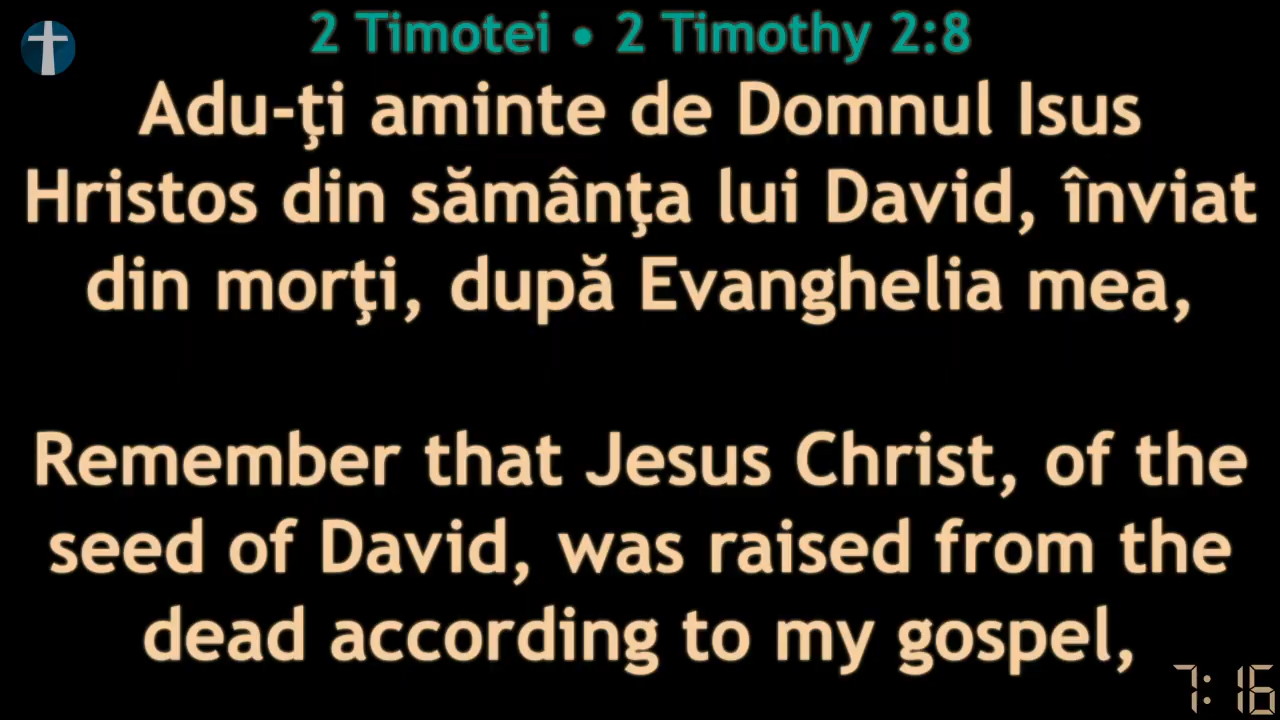 2 Timotei • 2 Timothy 2:8
Adu-ţi aminte de Domnul Isus
Hristos din sămânţa lui David, înviat
din morţi, după Evanghelia mea,
Remember that Jesus Christ, of the
seed of David, was raised from the
dead according to my gospel,
7:16